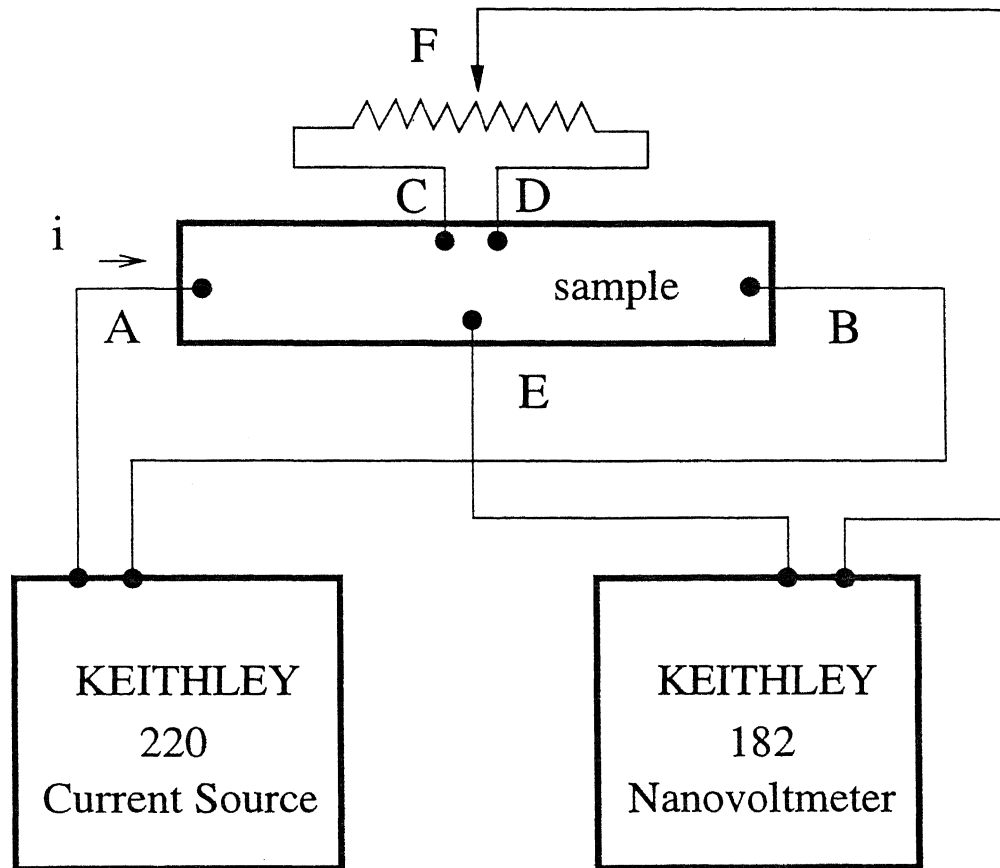 F
C
D
i
sample
A
B
E
KEITHLEY
220
Current Source
KEITHLEY
182
Nanovoltmeter